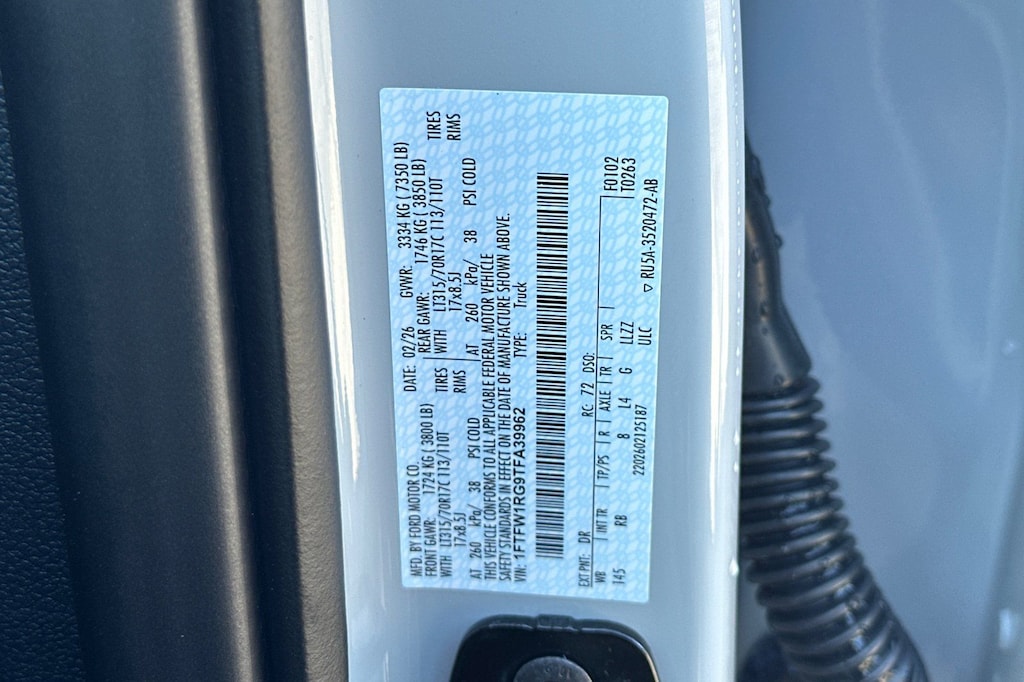 MFD. BY FORD MOTOR CO.
DATE: 02/26 GVWR: 3334 KG ( 7350 LB)
FRONT GAWR: 1724 KG ( 3800 LB)
REAR GAWR: 1746 KG ( 3850 LB)
WITH LT315/70R17C 113/110T TIRES
WITH LT315/70R17C 113/110T TIRES
17x8.5J RIMS
17x8.5J RIMS
AT 260 kPa/ 38 PSI COLD
AT 260 kPa/ 38 PSI COLD
THIS VEHICLE CONFORMS TO ALL APPLICABLE FEDERAL MOTOR VEHICLE
SAFETY STANDARDS IN EFFECT ON THE DATE OF MANUFACTURE SHOWN ABOVE.
VIN: 1FTFW1RG9TFA39962 TYPE: Truck
EXT PNT: DR RC: 72 DSO: F0102
WB INT TR TP/PS R AXLE TR SPR T0263
145 RB 8 L4 G LLZZ
2202602125187 ULC
▽ RU5A-3520472-AB